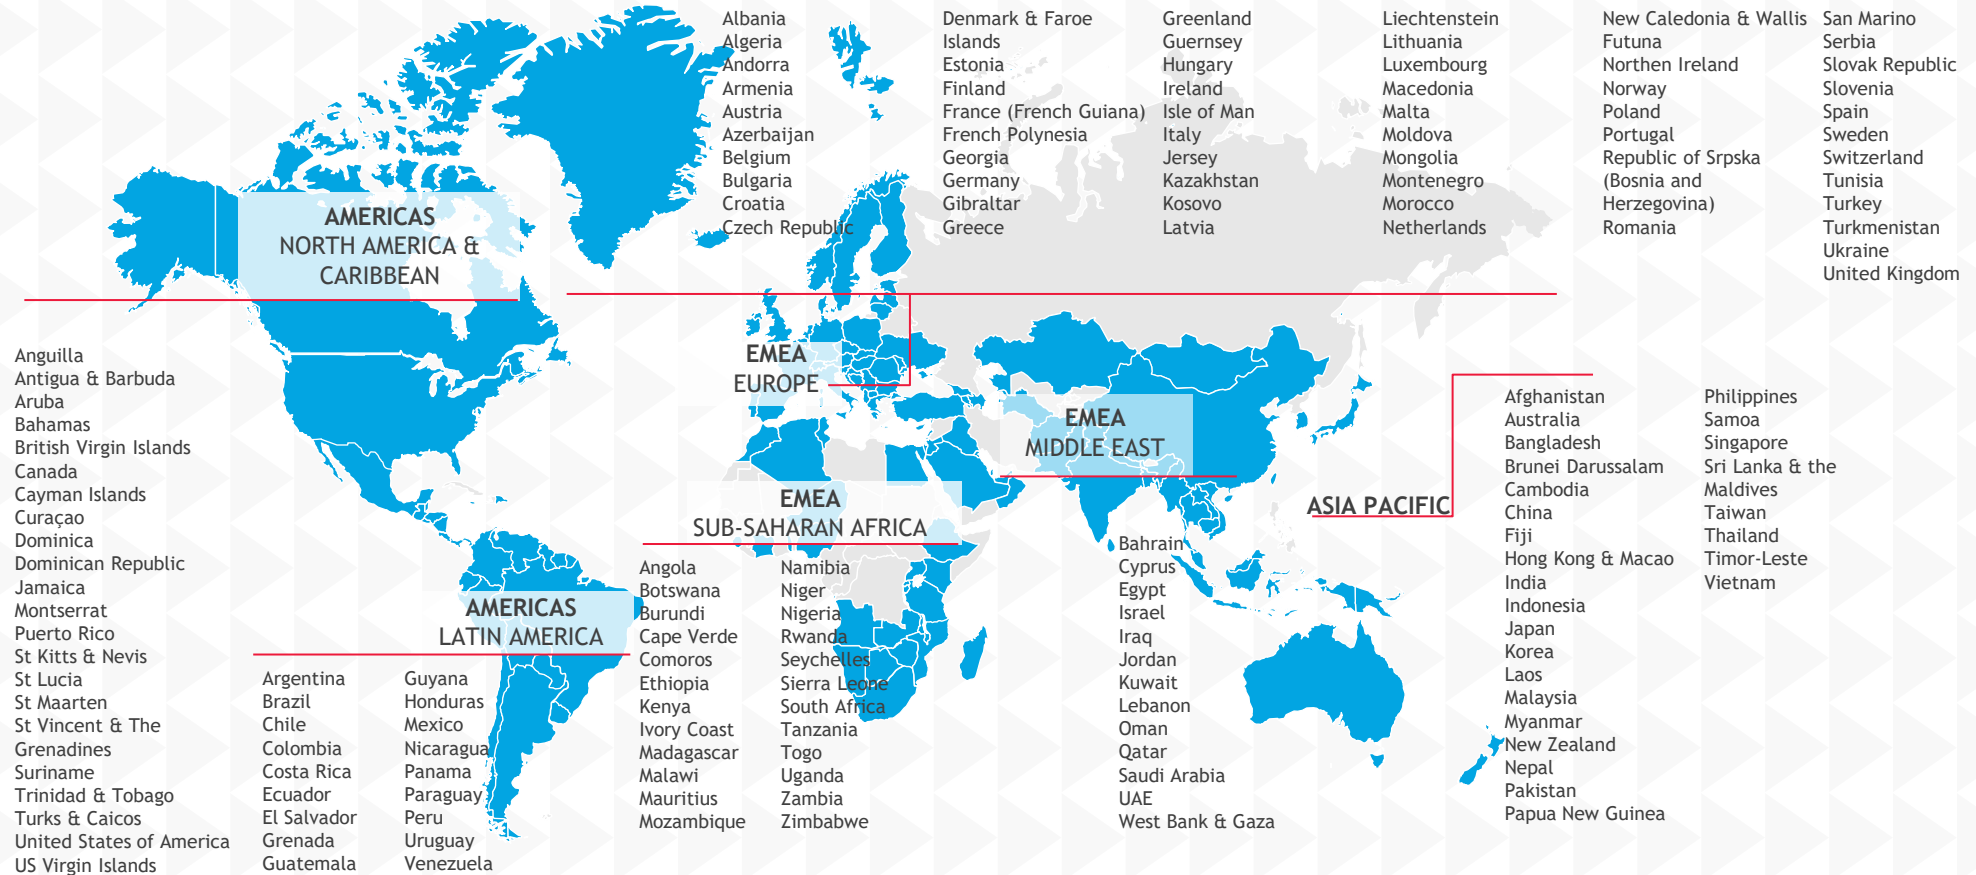 Albania
Algeria
Andorra
Armenia
Austria
Azerbaijan
Belgium
Bulgaria
Croatia
Czech Republic
Denmark & Faroe
Islands
Estonia
Finland
France (French Guiana)
French Polynesia
Georgia
Germany
Gibraltar
Greece
Greenland
Guernsey
Hungary
Ireland
Isle of Man
Italy
Jersey
Kazakhstan
Kosovo
Latvia
Liechtenstein
Lithuania
Luxembourg
Macedonia
Malta
Moldova
Mongolia
Montenegro
Morocco
Netherlands
New Caledonia & Wallis
Futuna
Northen Ireland
Norway
Poland
Portugal
Republic of Srpska
(Bosnia and
Herzegovina)
Romania
San Marino
Serbia
Slovak Republic
Slovenia
Spain
Sweden
Switzerland
Tunisia
Turkey
Turkmenistan
Ukraine
United Kingdom
AMERICAS
NORTH AMERICA &
CARIBBEAN
Anguilla
Antigua & Barbuda
Aruba
Bahamas
British Virgin Islands
Canada
Cayman Islands
Curaçao
Dominica
Dominican Republic
Jamaica
Montserrat
Puerto Rico
St Kitts & Nevis
St Lucia
St Maarten
St Vincent & The
Grenadines
Suriname
Trinidad & Tobago
Turks & Caicos
United States of America
US Virgin Islands
AMERICAS
LATIN AMERICA
Argentina
Brazil
Chile
Colombia
Costa Rica
Ecuador
El Salvador
Grenada
Guatemala
Guyana
Honduras
Mexico
Nicaragua
Panama
Paraguay
Peru
Uruguay
Venezuela
EMEA
EUROPE
EMEA
SUB-SAHARAN AFRICA
Angola
Botswana
Burundi
Cape Verde
Comoros
Ethiopia
Kenya
Ivory Coast
Madagascar
Malawi
Mauritius
Mozambique
Namibia
Niger
Nigeria
Rwanda
Seychelles
Sierra Leone
South Africa
Tanzania
Togo
Uganda
Zambia
Zimbabwe
EMEA
MIDDLE EAST
Bahrain
Cyprus
Egypt
Israel
Iraq
Jordan
Kuwait
Lebanon
Oman
Qatar
Saudi Arabia
UAE
West Bank & Gaza
ASIA PACIFIC
Afghanistan
Australia
Bangladesh
Brunei Darussalam
Cambodia
China
Fiji
Hong Kong & Macao
India
Indonesia
Japan
Korea
Laos
Malaysia
Myanmar
New Zealand
Nepal
Pakistan
Papua New Guinea
Philippines
Samoa
Singapore
Sri Lanka & the
Maldives
Taiwan
Thailand
Timor-Leste
Vietnam